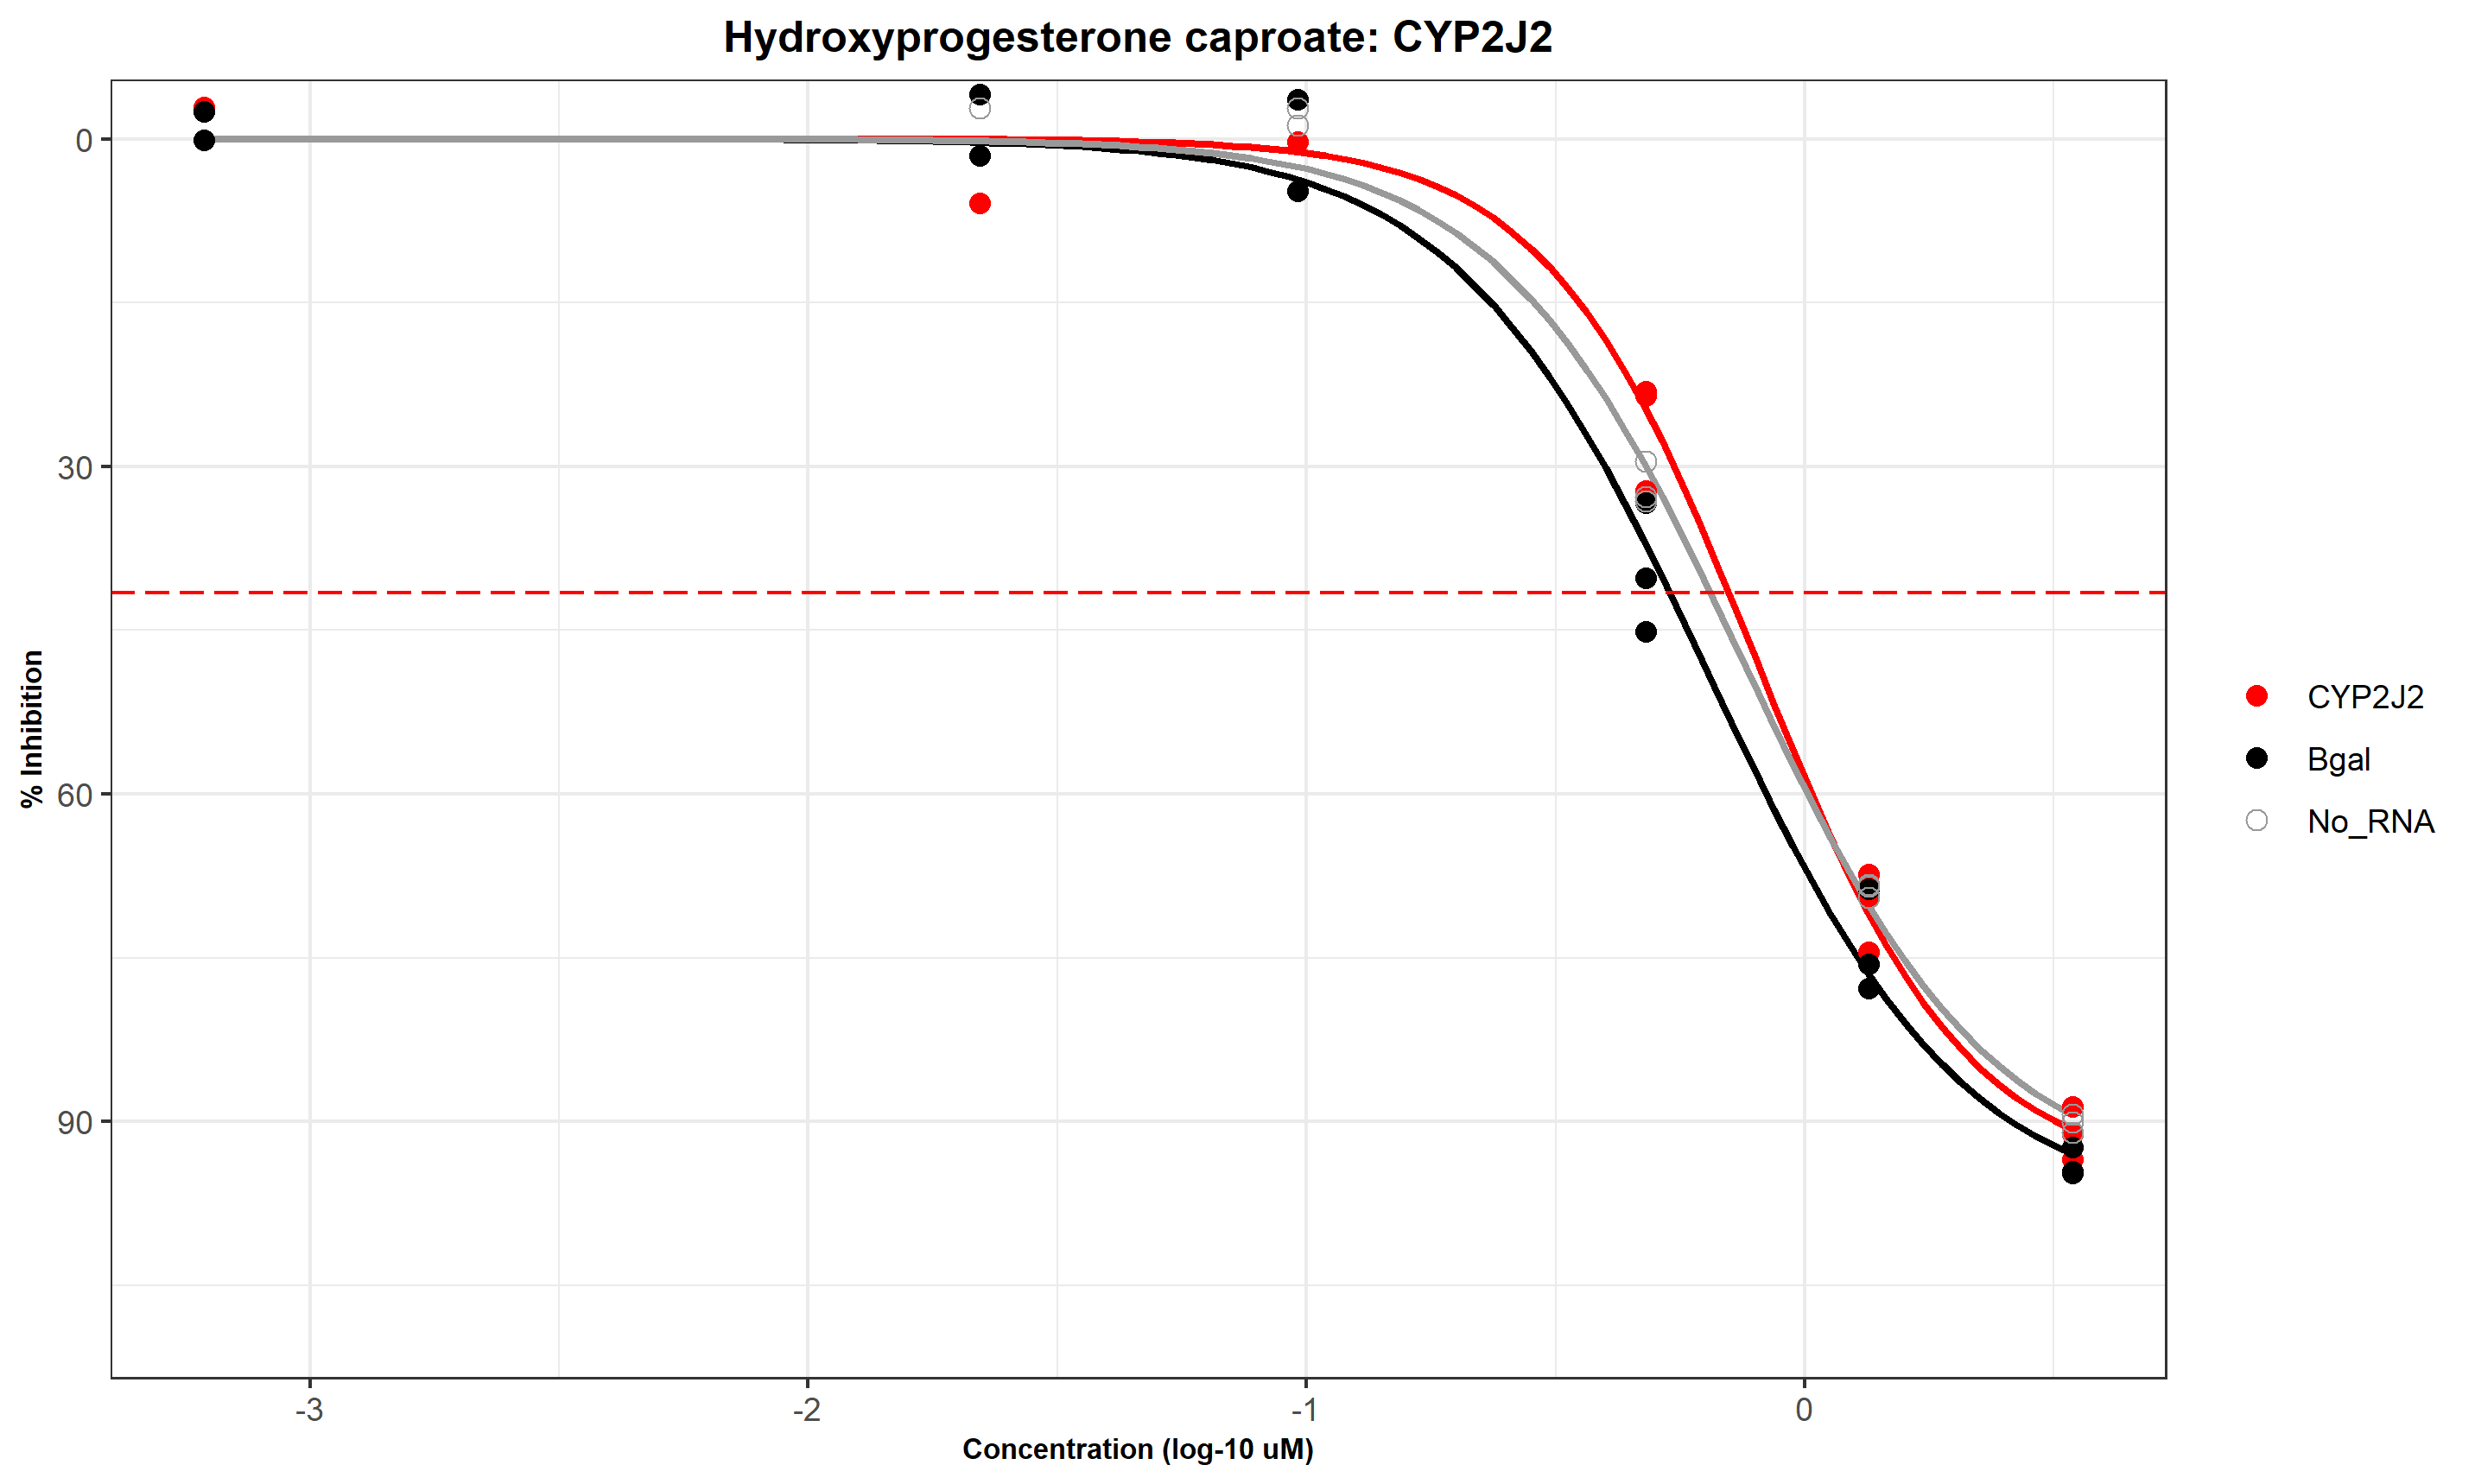 Hydroxyprogesterone caproate: CYP2J2
% Inhibition
0
30
60
90
-3
-2
-1
0
Concentration (log-10 uM)
CYP2J2
Bgal
No_RNA